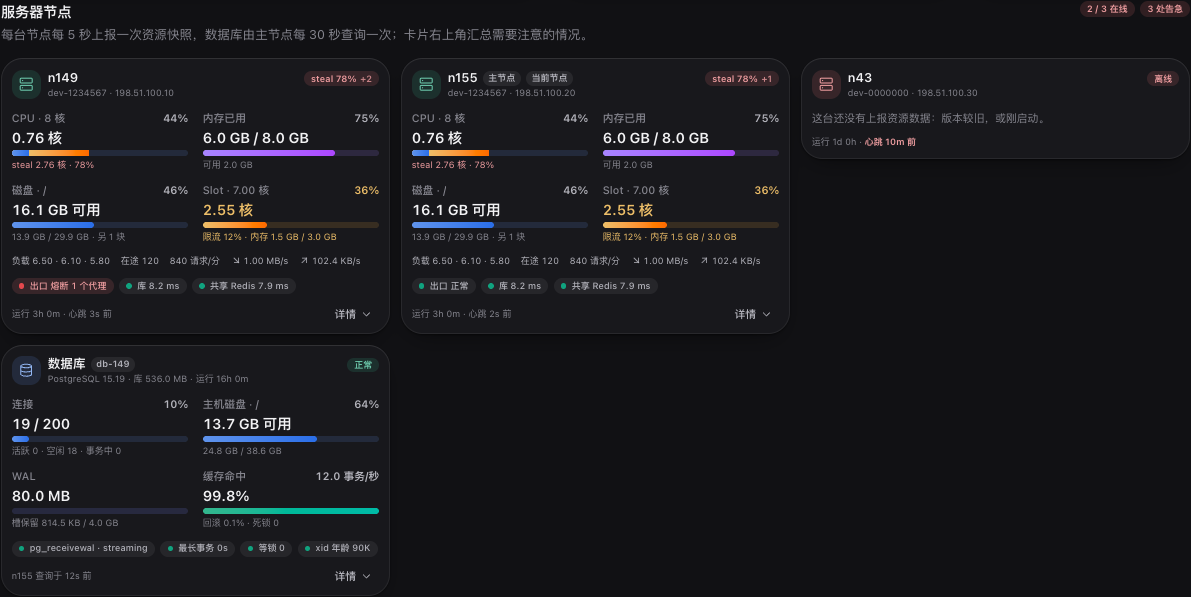 服务器节点
2 / 3 在线
3 处告急
每台节点每 5 秒上报一次资源快照，数据库由主节点每 30 秒查询一次；卡片右上角汇总需要注意的情况。
n149
steal 78% +2
dev-1234567 · 198.51.100.10
CPU · 8 核 44%
内存已用 75%
0.76 核
6.0 GB / 8.0 GB
steal 2.76 核 · 78%
可用 2.0 GB
磁盘 · / 46%
Slot · 7.00 核 36%
16.1 GB 可用
2.55 核
13.9 GB / 29.9 GB · 另 1 块
限流 12% · 内存 1.5 GB / 3.0 GB
负载 6.50 · 6.10 · 5.80 在途 120 840 请求/分 ↘ 1.00 MB/s ↗ 102.4 KB/s
出口 熔断 1 个代理
库 8.2 ms
共享 Redis 7.9 ms
运行 3h 0m · 心跳 3s 前
详情
n155 主节点 当前节点
steal 78% +1
dev-1234567 · 198.51.100.20
CPU · 8 核 44%
内存已用 75%
0.76 核
6.0 GB / 8.0 GB
steal 2.76 核 · 78%
可用 2.0 GB
磁盘 · / 46%
Slot · 7.00 核 36%
16.1 GB 可用
2.55 核
13.9 GB / 29.9 GB · 另 1 块
限流 12% · 内存 1.5 GB / 3.0 GB
负载 6.50 · 6.10 · 5.80 在途 120 840 请求/分 ↘ 1.00 MB/s ↗ 102.4 KB/s
出口 正常
库 8.2 ms
共享 Redis 7.9 ms
运行 3h 0m · 心跳 2s 前
详情
n43
离线
dev-0000000 · 198.51.100.30
这台还没有上报资源数据：版本较旧，或刚启动。
运行 1d 0h · 心跳 10m 前
数据库 db-149
正常
PostgreSQL 15.19 · 库 536.0 MB · 运行 16h 0m
连接 10%
主机磁盘 · / 64%
19 / 200
13.7 GB 可用
活跃 0 · 空闲 18 · 事务中 0
24.8 GB / 38.6 GB
WAL
缓存命中 12.0 事务/秒
80.0 MB
99.8%
槽保留 814.5 KB / 4.0 GB
回滚 0.1% · 死锁 0
pg_receivewal · streaming
最长事务 0s
等锁 0
xid 年龄 90K
n155 查询于 12s 前
详情